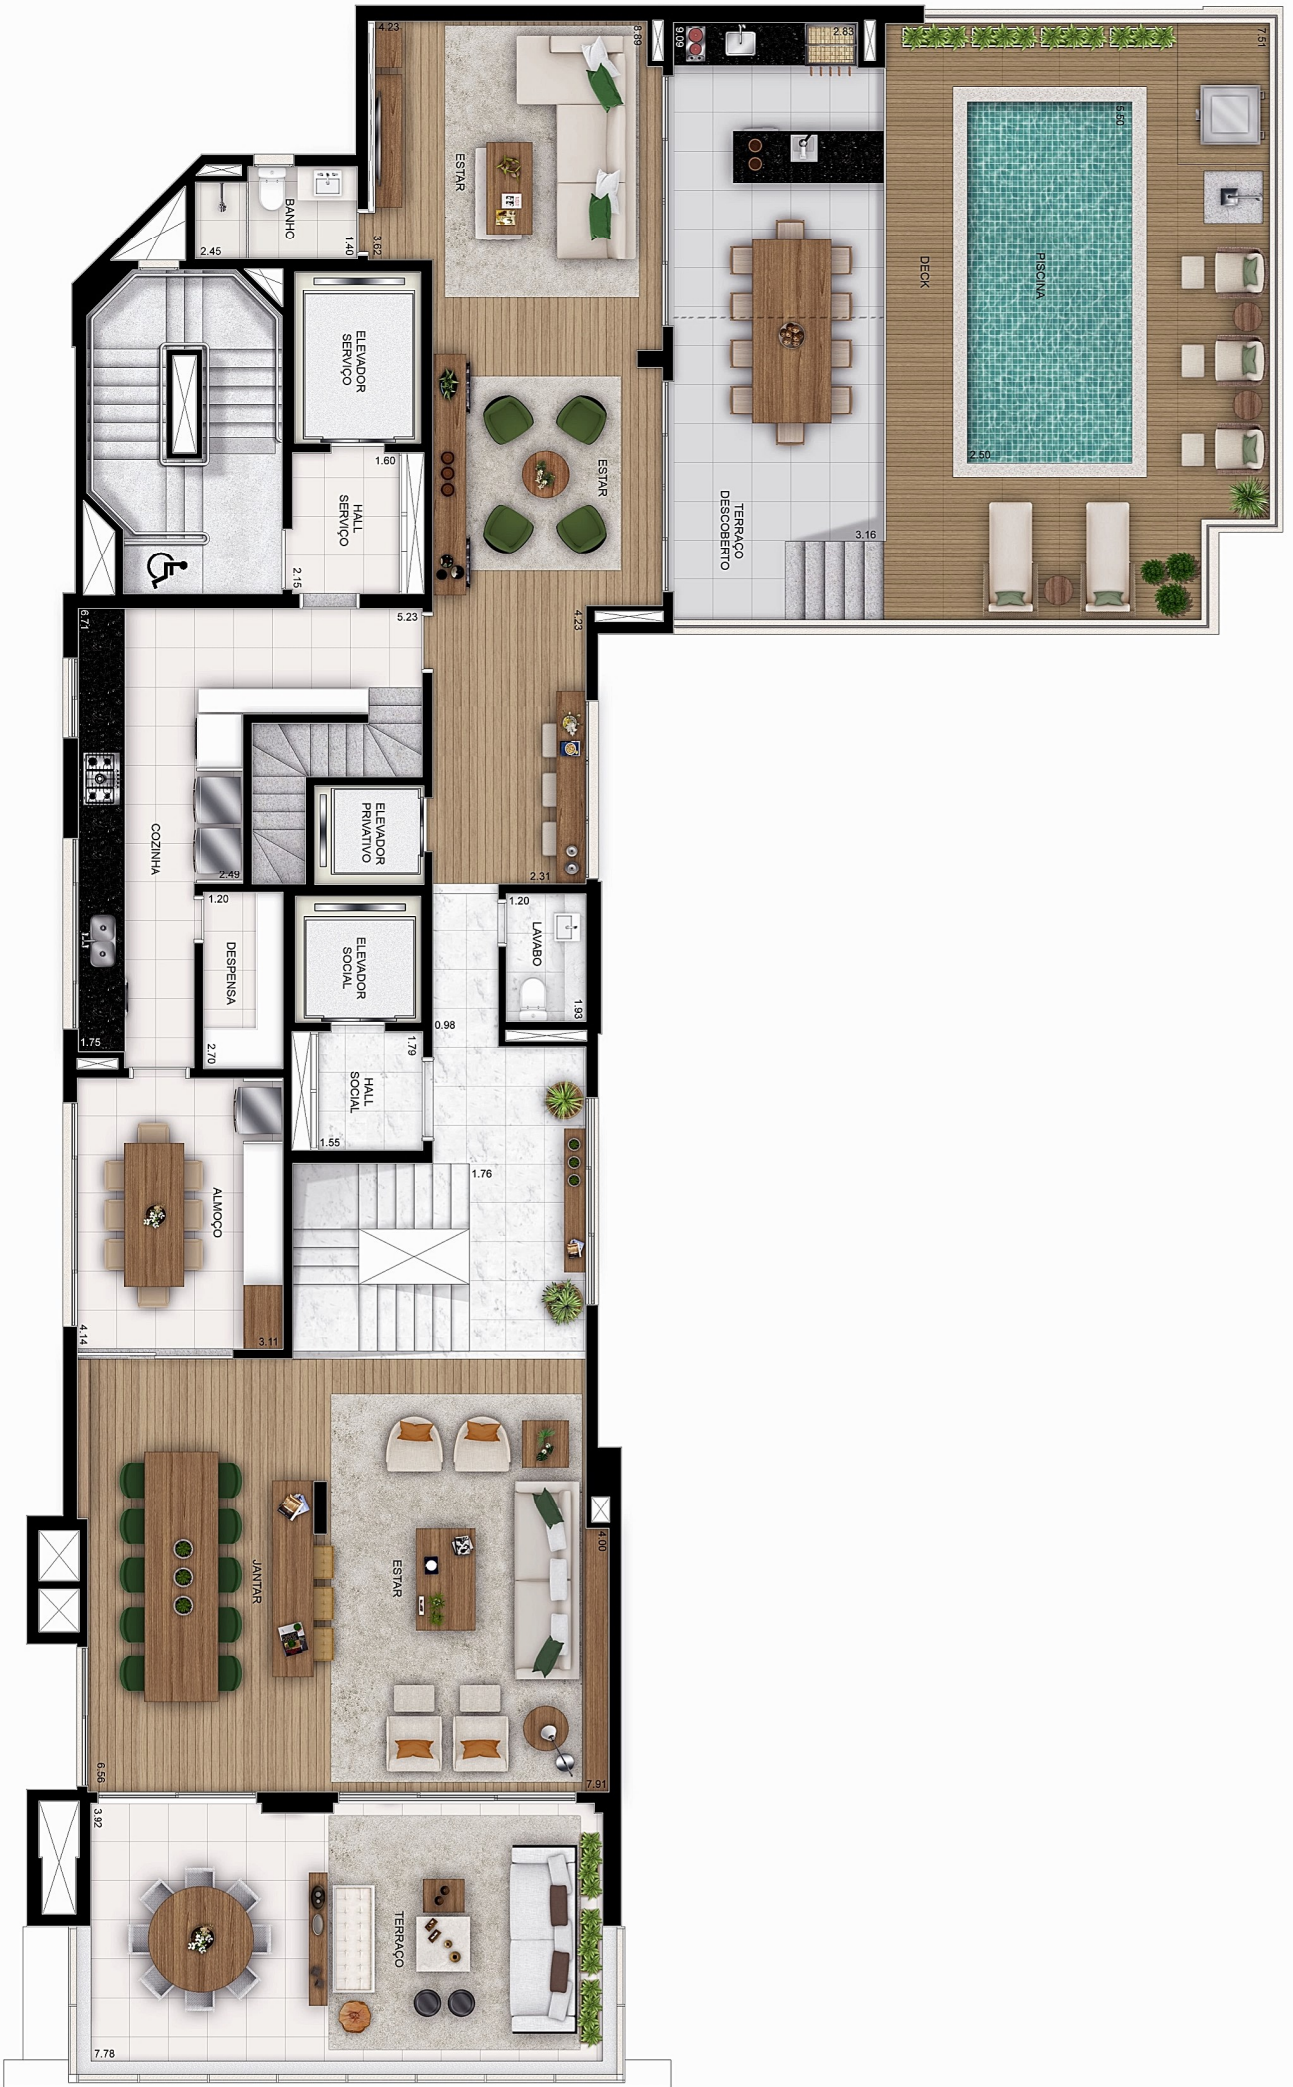 4.23
8.89
9.09
2.83
7.51
5.50
ESTAR
BANHO
2.45
1.40
3.62
DECK
PISCINA
ELEVADOR
SERVIÇO
1.60
ESTAR
2.50
HALL
SERVIÇO
TERRAÇO
DESCOBERTO
3.16
2.15
6.71
5.23
4.23
ELEVADOR
PRIVATIVO
COZINHA
2.49
2.31
1.20
1.20
DESPENSA
ELEVADOR
SOCIAL
LAVABO
1.93
0.98
1.75
2.70
1.79
HALL
SOCIAL
1.55
1.76
ALMOÇO
4.14
3.11
4.00
JANTAR
ESTAR
6.56
7.91
3.92
TERRAÇO
7.78